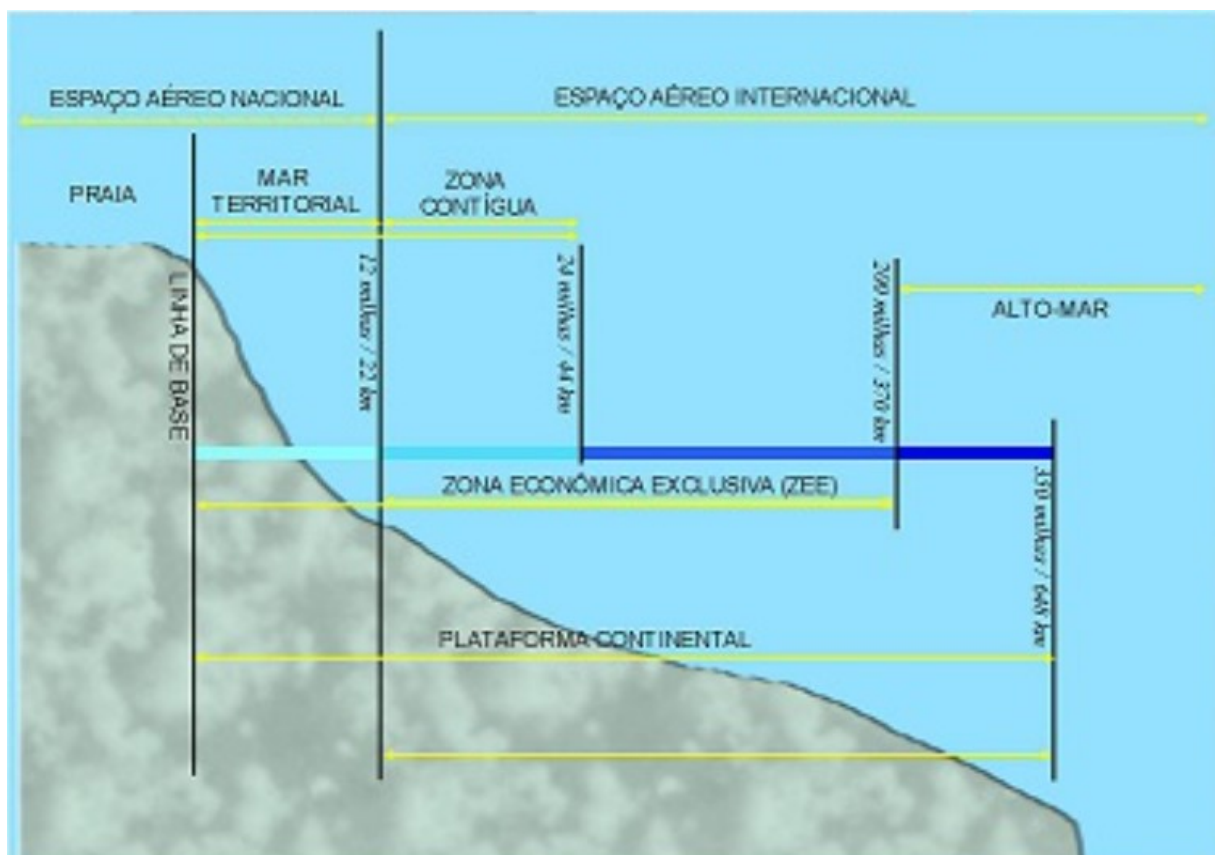 ESPAÇO AÉREO NACIONAL
ESPAÇO AÉREO INTERNACIONAL
PRAIA
MAR
TERRITORIAL
ZONA
CONTÍGUA
LINHA DE BASE
12 milhas / 22 km
24 milhas / 44 km
200 milhas / 370 km
ALTO-MAR
ZONA ECONÔMICA EXCLUSIVA (ZEE)
350 milhas / 648 km
PLATAFORMA CONTINENTAL